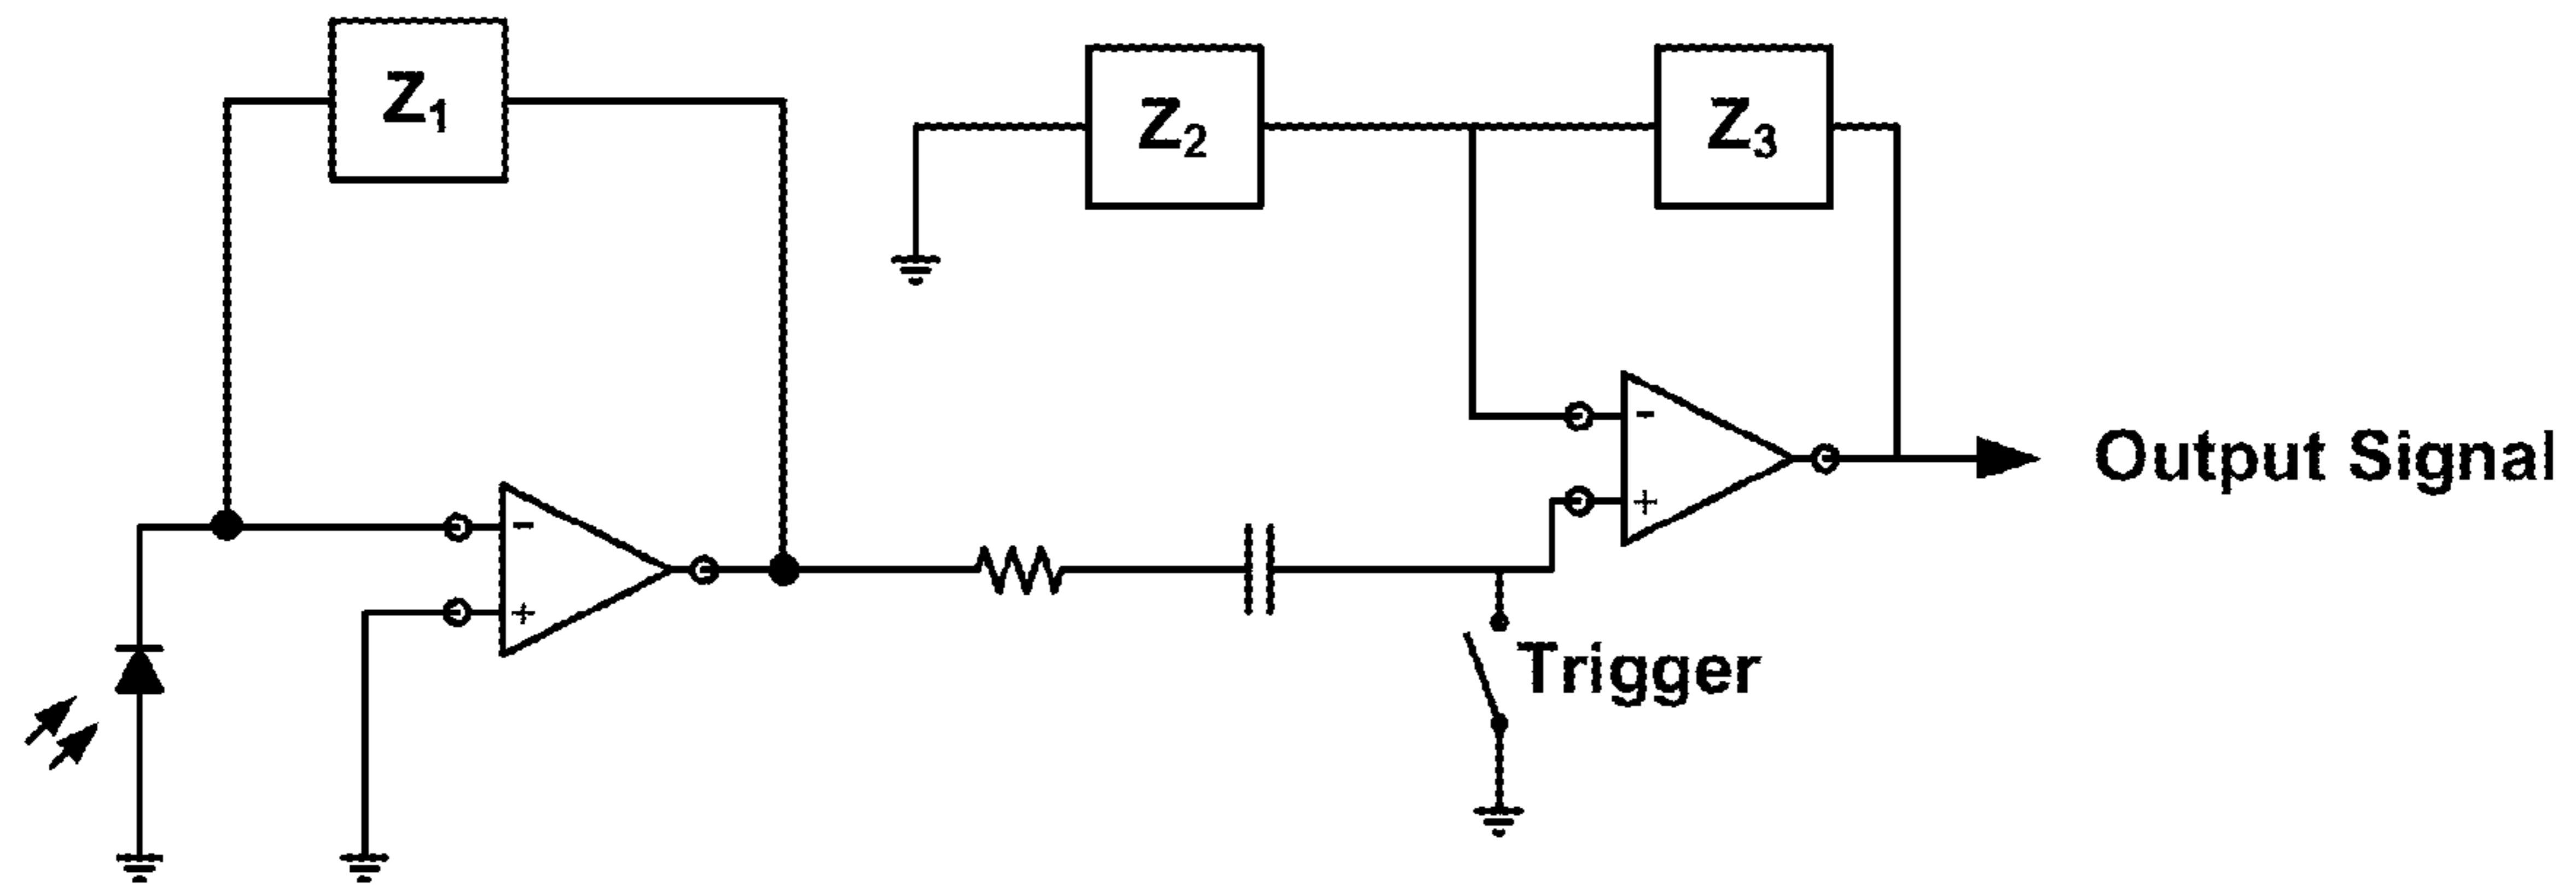 Z1
Z2
Z3
-
+
-
+
Output Signal
Trigger